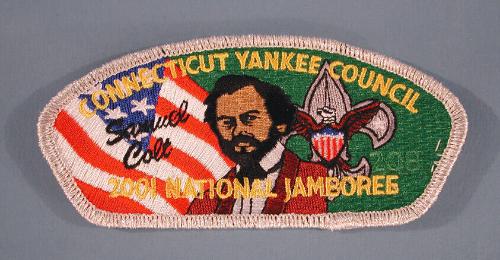 CONNECTICUT YANKEE COUNCIL
Samuel
Colt
2001 NATIONAL JAMBOREE